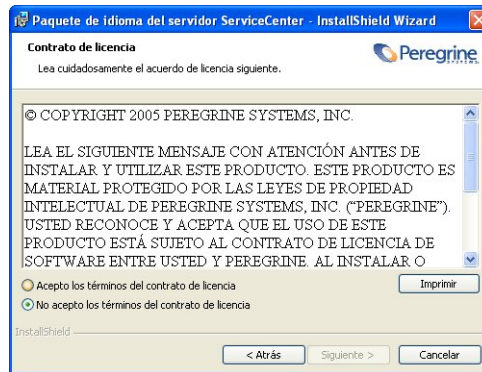 Paquete de idioma del servidor ServiceCenter - InstallShield Wizard
Contrato de licencia
Lea cuidadosamente el acuerdo de licencia siguiente.
Peregrine
SYSTEMS
© COPYRIGHT 2005 PEREGRINE SYSTEMS, INC.
LEA EL SIGUIENTE MENSAJE CON ATENCIÓN ANTES DE
INSTALAR Y UTILIZAR ESTE PRODUCTO. ESTE PRODUCTO ES
MATERIAL PROTEGIDO POR LAS LEYES DE PROPIEDAD
INTELECTUAL DE PEREGRINE SYSTEMS, INC. (“PEREGRINE”).
USTED RECONOCE Y ACEPTA QUE EL USO DE ESTE
PRODUCTO ESTÁ SUJETO AL CONTRATO DE LICENCIA DE
SOFTWARE ENTRE USTED Y PEREGRINE. AL INSTALAR O
Acepto los términos del contrato de licencia
Imprimir
No acepto los términos del contrato de licencia
InstallShield
< Atrás
Siguiente >
Cancelar